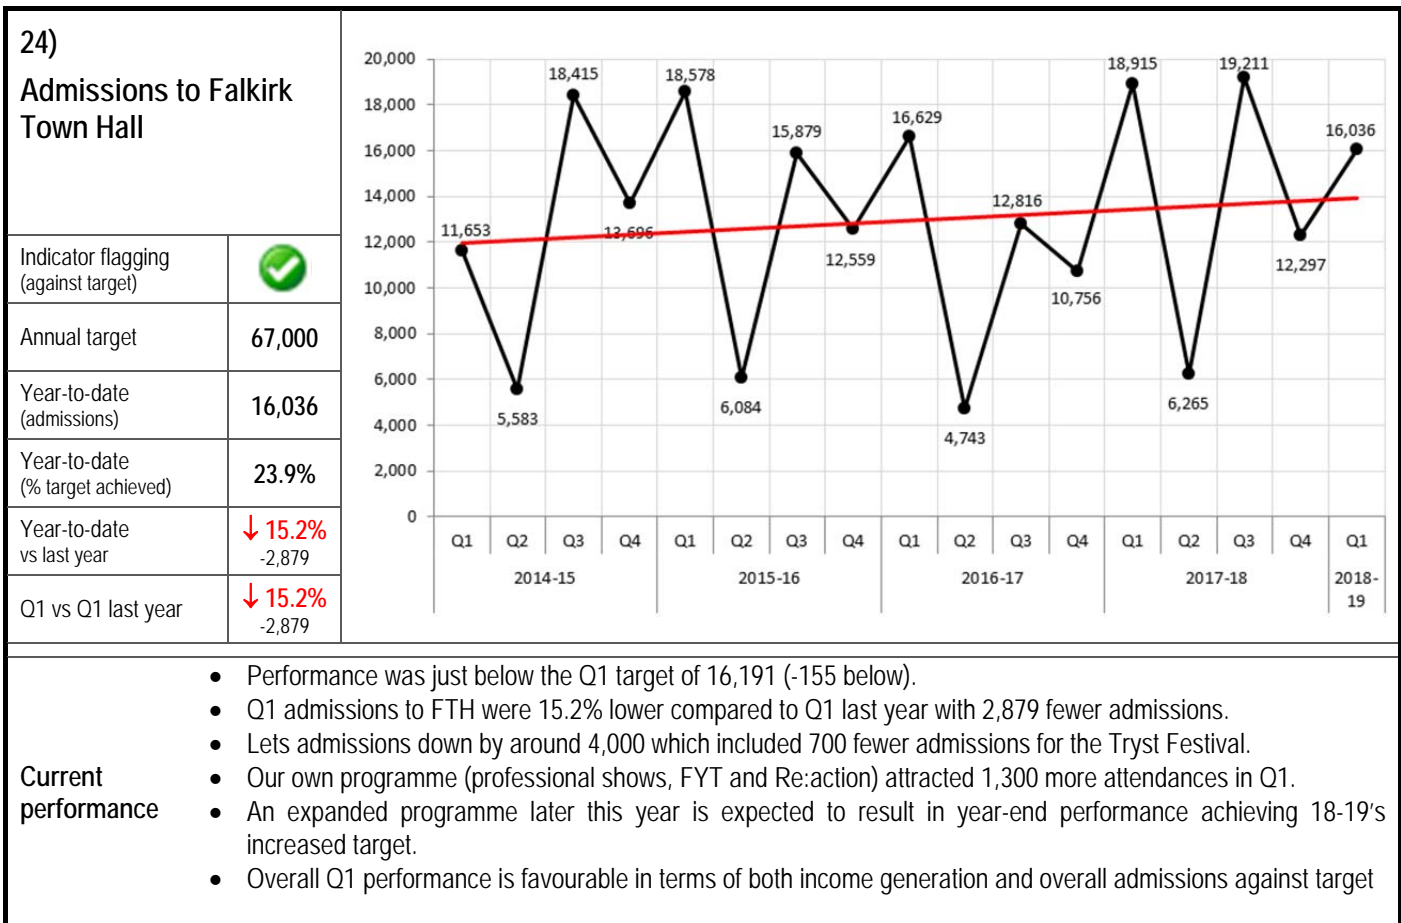 24)
Admissions to Falkirk
Town Hall
Indicator flagging
(against target)
Annual target
67,000
Year-to-date
(admissions)
16,036
Year-to-date
(% target achieved)
23.9%
Year-to-date
vs last year
↓ 15.2%
-2,879
Q1 vs Q1 last year
↓ 15.2%
-2,879
20,000
18,000
16,000
14,000
12,000
10,000
8,000
6,000
4,000
2,000
0
11,653
5,583
18,415
13,696
18,578
6,084
15,879
12,559
16,629
4,743
12,816
10,756
18,915
6,265
19,211
12,297
16,036
Q1 Q2 Q3 Q4 Q1 Q2 Q3 Q4 Q1 Q2 Q3 Q4 Q1 Q2 Q3 Q4 Q1
2014-15 2015-16 2016-17 2017-18 2018-
19
Current
performance
• Performance was just below the Q1 target of 16,191 (-155 below).
• Q1 admissions to FTH were 15.2% lower compared to Q1 last year with 2,879 fewer admissions.
• Lets admissions down by around 4,000 which included 700 fewer admissions for the Tryst Festival.
• Our own programme (professional shows, FYT and Re:action) attracted 1,300 more attendances in Q1.
• An expanded programme later this year is expected to result in year-end performance achieving 18-19's
increased target.
• Overall Q1 performance is favourable in terms of both income generation and overall admissions against target